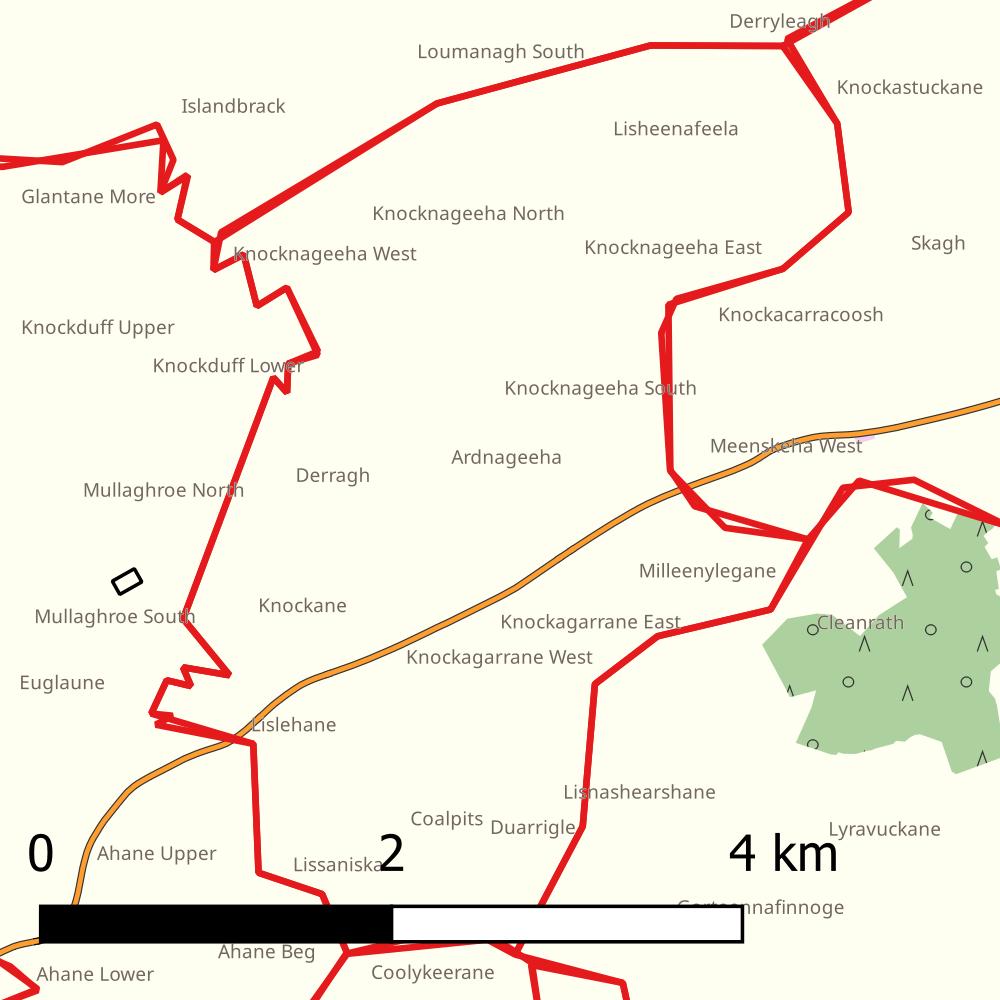 Derryleagh
Loumanagh South
Knockastuckane
Islandbrack
Lisheenafeela
Glantane More
Knocknageeha North
Skagh
Knocknageeha East
Knocknageeha West
Knockacarracoosh
Knockduff Upper
Knockduff Lower
Knocknageeha South
Meenskeha West
Ardnageeha
Derragh
Mullaghroe North
Milleenylegane
Knockane
Mullaghroe South
Knockagarrane East
Cleanrath
Knockagarrane West
Euglaune
Lislehane
Lisnashearshane
Coalpits
Duarrigle
Lyravuckane
0 2 4 km
Ahane Upper
Lissaniska
Ahane Beg
Coolykeerane
Ahane Lower